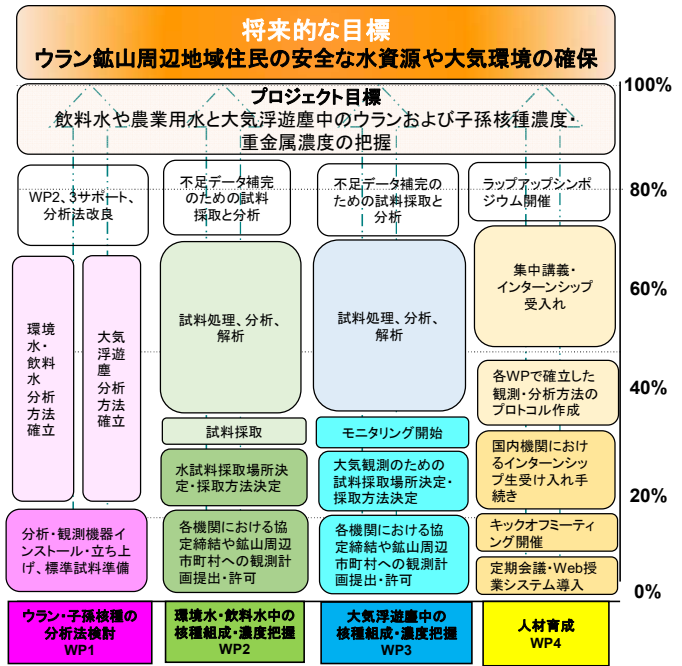 将来的な目標
ウラン鉱山周辺地域住民の安全な水資源や大気環境の確保
プロジェクト目標
飲料水や農業用水と大気浮遊塵中のウランおよび子孫核種濃度・
重金属濃度の把握
100%
80%
60%
40%
20%
0%
WP2、3サポート、
分析法改良
環境
水・
飲料
水
分析
方法
確立
大気
浮遊
塵
分析
方法
確立
分析・観測機器イ
ンストール・立ち上
げ、標準試料準備
ウラン・子孫核種の
分析法検討
WP1
不足データ補完
のための試料
採取と分析
試料処理、分析、
解析
試料採取
水試料採取場所決
定・採取方法決定
各機関における協
定締結や鉱山周辺
市町村への観測計
画提出・許可
環境水・飲料水中の
核種組成・濃度把握
WP2
不足データ補完の
ための試料採取と
分析
試料処理、分析、
解析
モニタリング開始
大気観測のための
試料採取場所決定・
採取方法決定
各機関における協
定締結や鉱山周辺
市町村への観測計
画提出・許可
大気浮遊塵中の
核種組成・濃度把握
WP3
ラップアップシンポ
ジウム開催
集中講義・
インターンシップ
受入れ
各WPで確立した
観測・分析方法の
プロトコル作成
国内機関におけ
るインターンシッ
プ生受け入れ手
続き
キックオフミーティ
ング開催
定期会議・Web授
業システム導入
人材育成
WP4